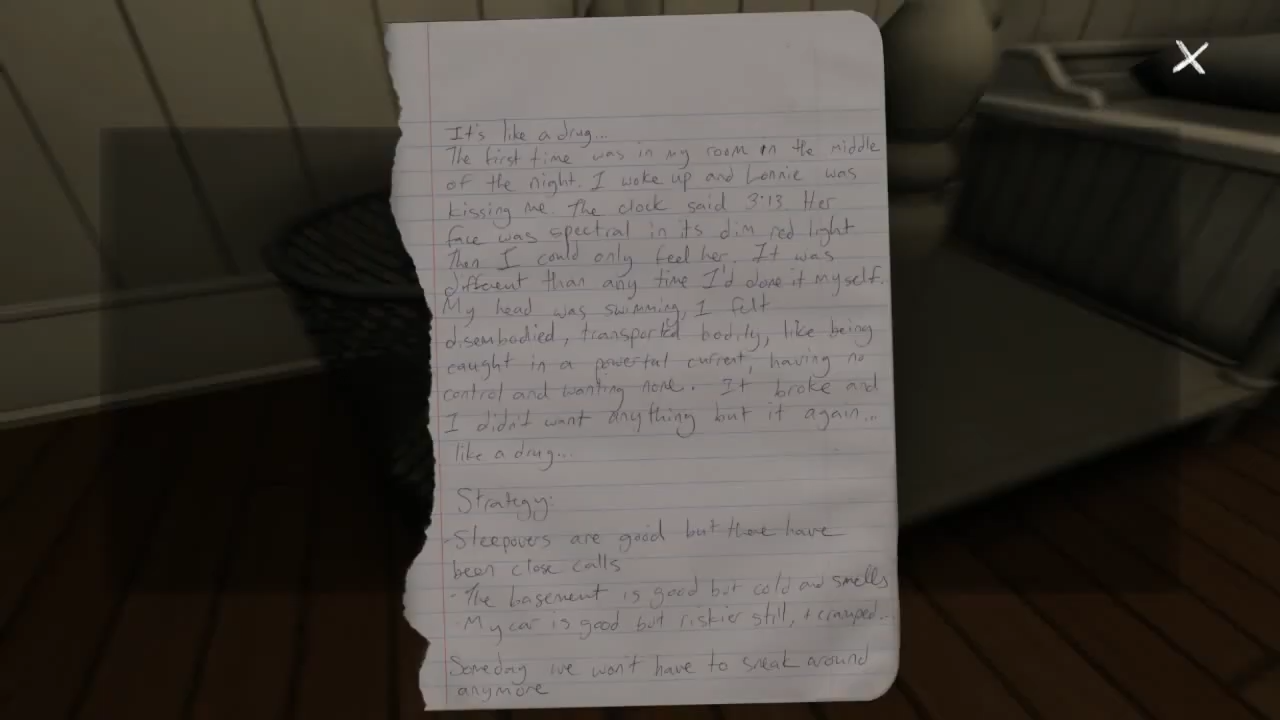 It's like a drug...
The first time was in my room in the middle
of the night. I woke up and Lonnie was
kissing me. The clock said 3:13 Her
face was spectral in its dim red light
Then I could only feel her. It was
different than any time I'd done it myself.
My head was swimming, I felt
disembodied, transported bodily, like being
caught in a powerful current, having no
control and wanting none. It broke and
I didn't want anything but it again...
like a drug...
Strategy:
- Sleepovers are good but there have
been close calls
- The basement is good but cold and smells
- My car is good but riskier still, + cramped..
Someday we won't have to sneak around
anymore